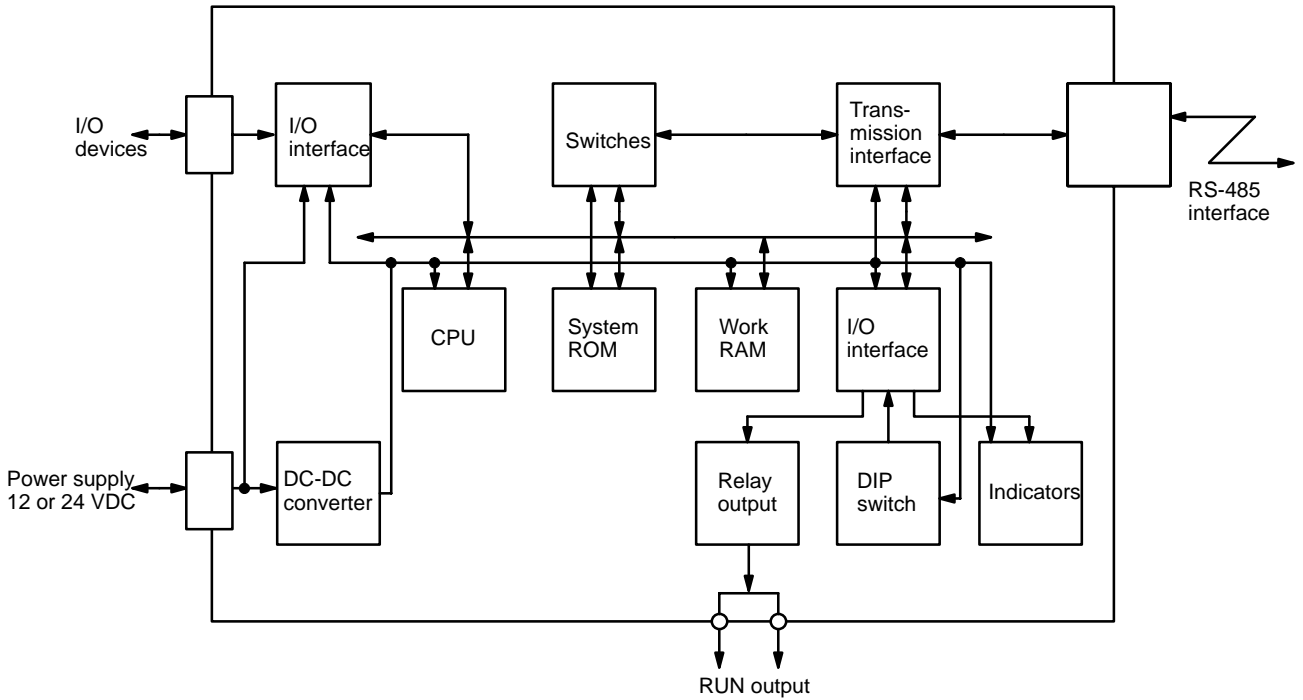 I/O
devices
I/O
interface
Switches
Trans-
mission
interface
RS-485
interface
CPU
System
ROM
Work
RAM
I/O
interface
Power supply
12 or 24 VDC
DC-DC
converter
Relay
output
DIP
switch
Indicators
RUN output